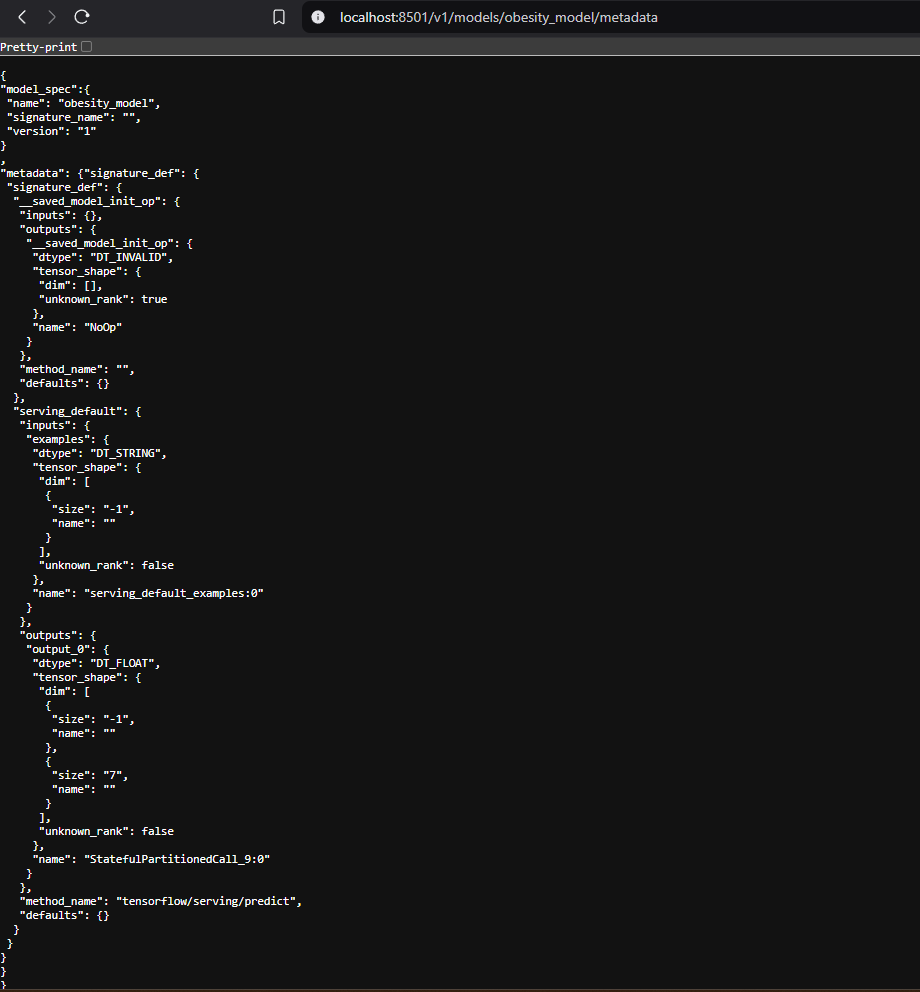 localhost:8501/v1/models/obesity_model/metadata
Pretty-print
{
"model_spec":{
 "name": "obesity_model",
 "signature_name": "",
 "version": "1"
}
,
"metadata": {"signature_def": {
 "signature_def": {
  "__saved_model_init_op": {
   "inputs": {},
   "outputs": {
    "__saved_model_init_op": {
     "dtype": "DT_INVALID",
     "tensor_shape": {
      "dim": [],
      "unknown_rank": true
     },
     "name": "NoOp"
    }
   },
   "method_name": "",
   "defaults": {}
  },
  "serving_default": {
   "inputs": {
    "examples": {
     "dtype": "DT_STRING",
     "tensor_shape": {
      "dim": [
       {
        "size": "-1",
        "name": ""
       }
      ],
      "unknown_rank": false
     },
     "name": "serving_default_examples:0"
    }
   },
   "outputs": {
    "output_0": {
     "dtype": "DT_FLOAT",
     "tensor_shape": {
      "dim": [
       {
        "size": "-1",
        "name": ""
       },
       {
        "size": "7",
        "name": ""
       }
      ],
      "unknown_rank": false
     },
     "name": "StatefulPartitionedCall_9:0"
    }
   },
   "method_name": "tensorflow/serving/predict",
   "defaults": {}
  }
 }
}
}
}